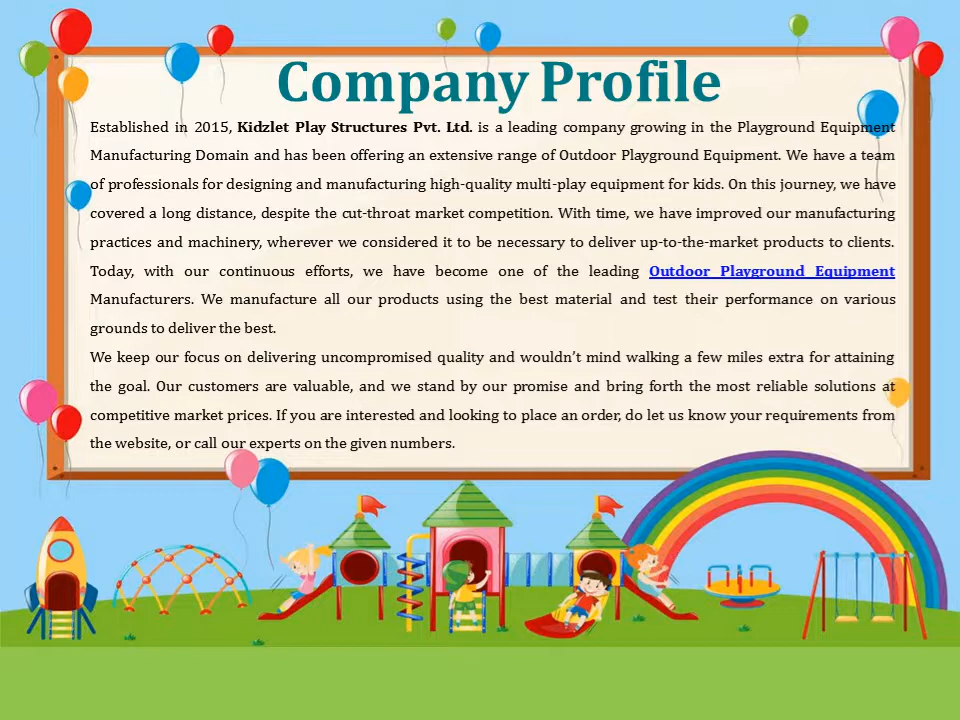 Company Profile
Established in 2015, Kidzlet Play Structures Pvt. Ltd. is a leading company growing in the Playground Equipment
Manufacturing Domain and has been offering an extensive range of Outdoor Playground Equipment. We have a team
of professionals for designing and manufacturing high-quality multi-play equipment for kids. On this journey, we have
covered a long distance, despite the cut-throat market competition. With time, we have improved our manufacturing
practices and machinery, wherever we considered it to be necessary to deliver up-to-the-market products to clients.
Today, with our continuous efforts, we have become one of the leading Outdoor Playground Equipment
Manufacturers. We manufacture all our products using the best material and test their performance on various
grounds to deliver the best.
We keep our focus on delivering uncompromised quality and wouldn’t mind walking a few miles extra for attaining
the goal. Our customers are valuable, and we stand by our promise and bring forth the most reliable solutions at
competitive market prices. If you are interested and looking to place an order, do let us know your requirements from
the website, or call our experts on the given numbers.